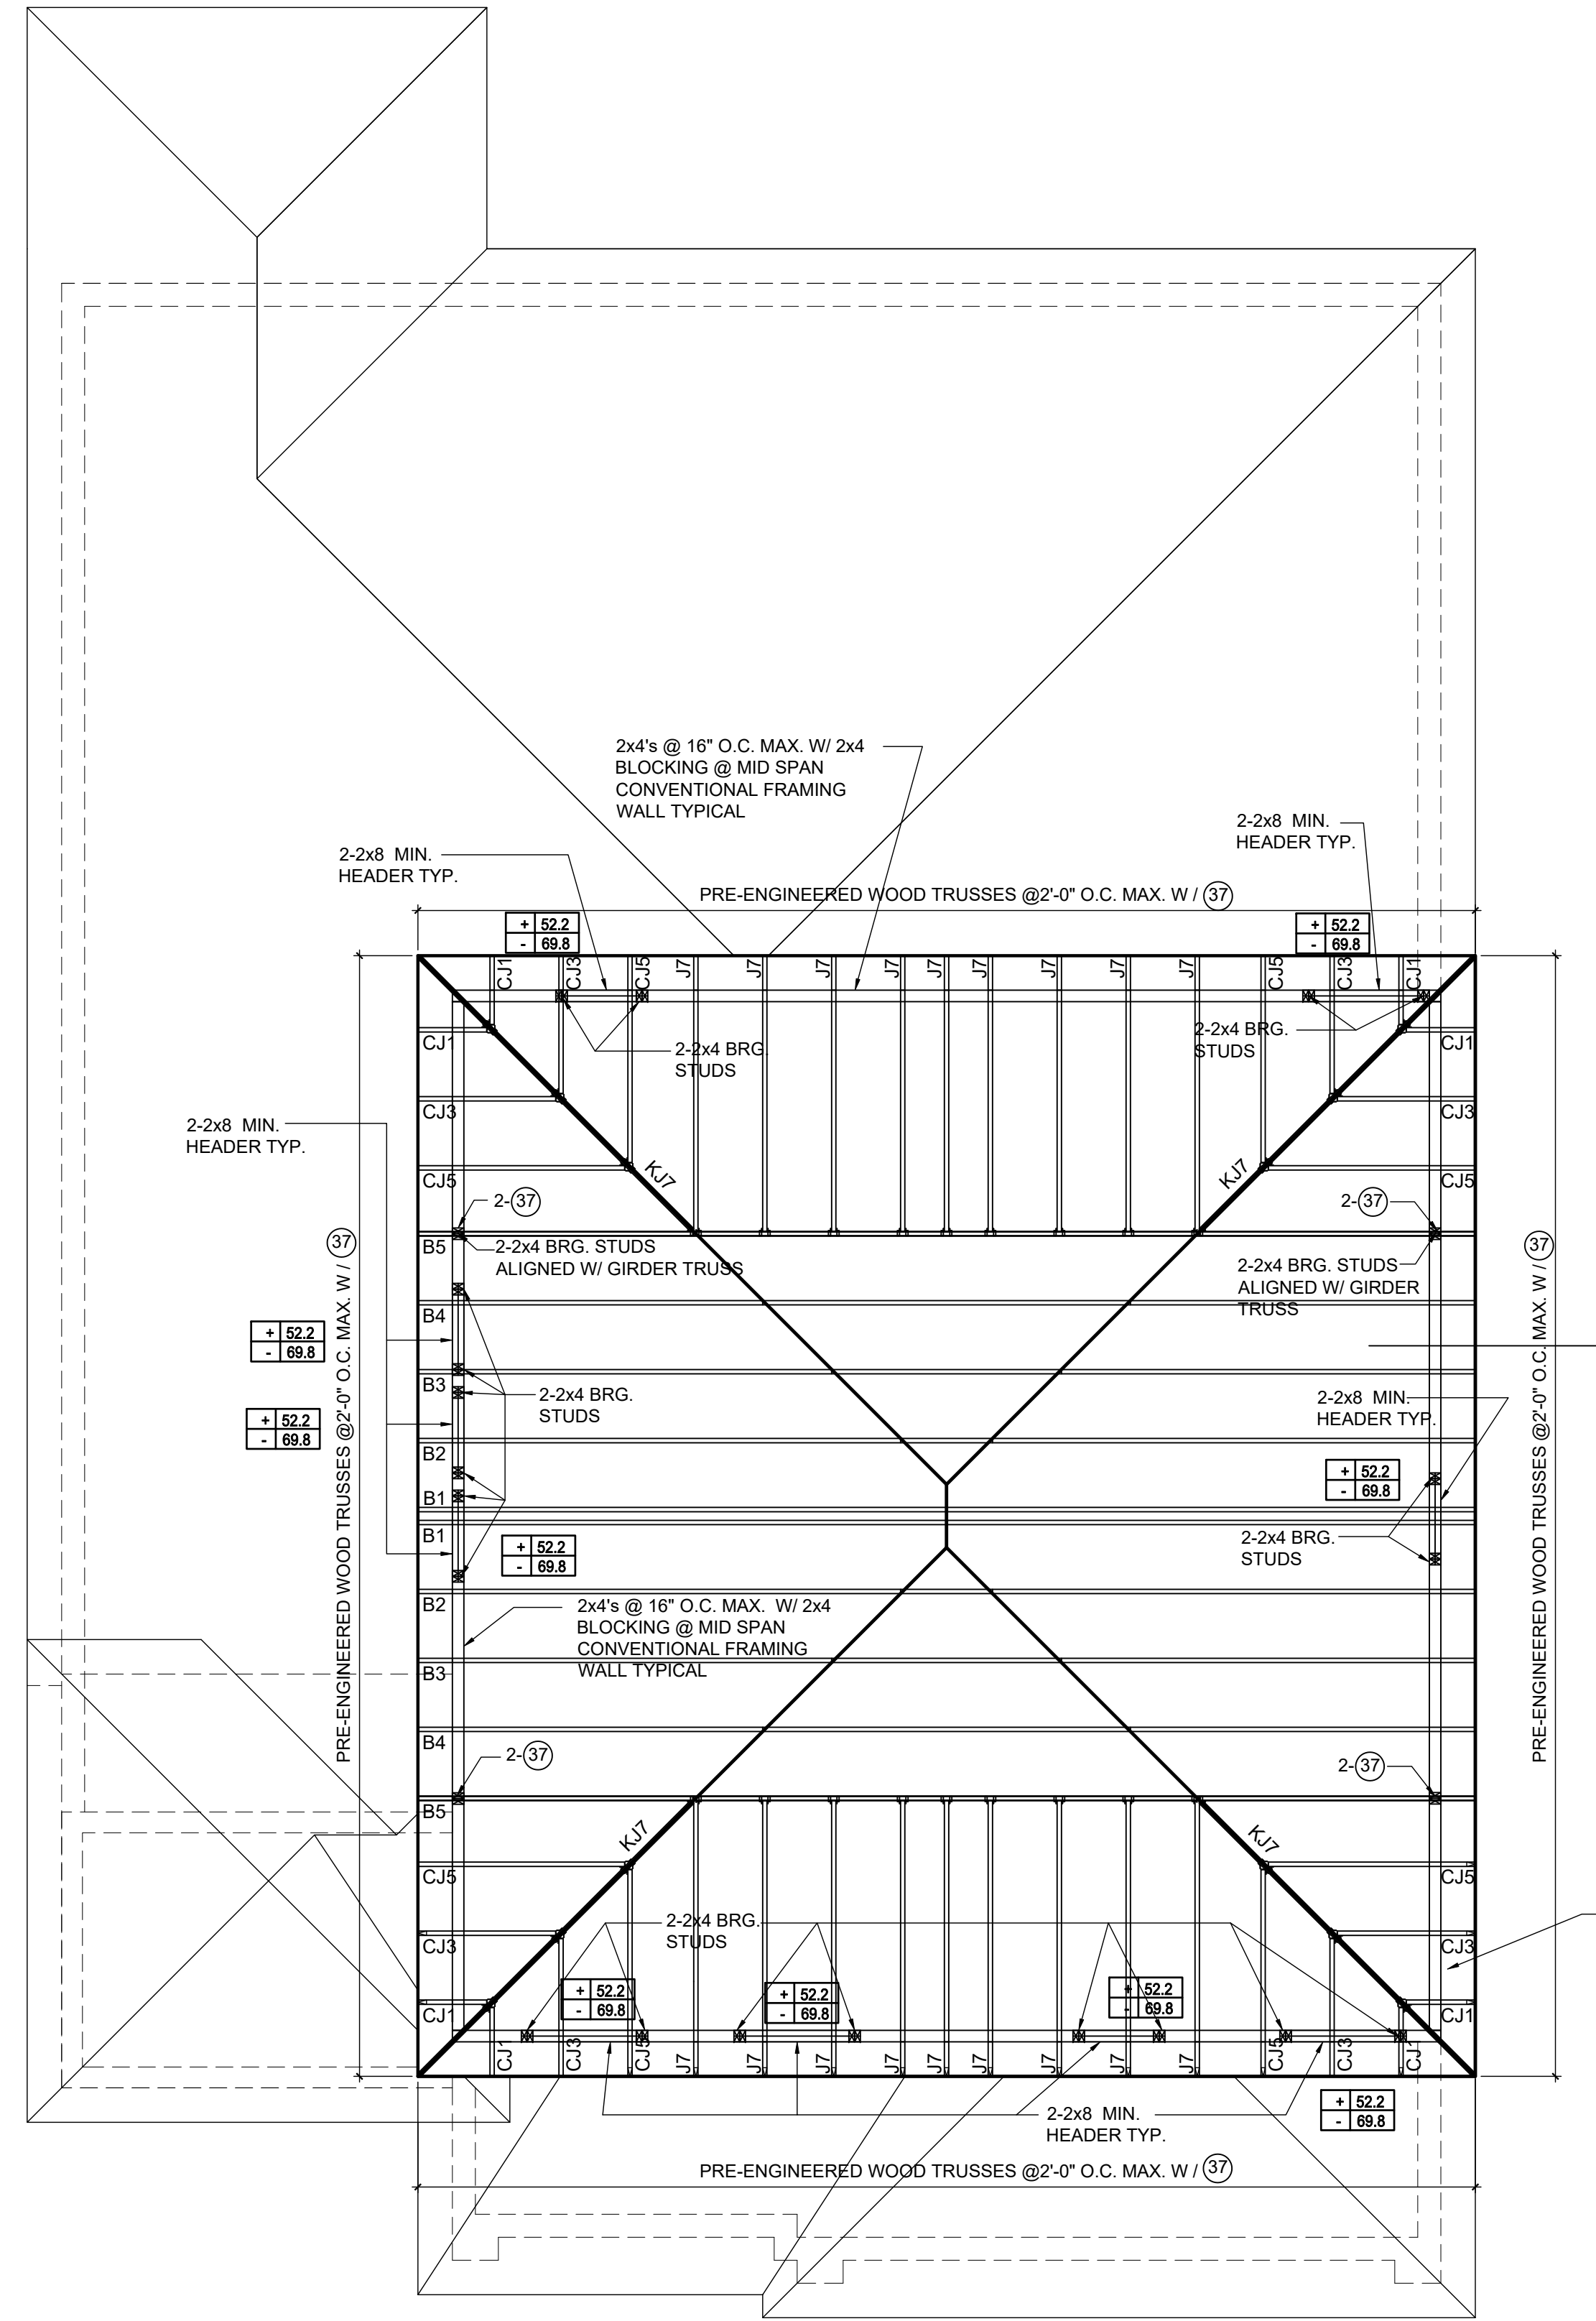 2x4's @ 16" O.C. MAX. W/ 2x4
BLOCKING @ MID SPAN
CONVENTIONAL FRAMING
WALL TYPICAL
2-2x8 MIN.
HEADER TYP.
2-2x8 MIN.
HEADER TYP.
PRE-ENGINEERED WOOD TRUSSES @2'-0" O.C. MAX. W / 37
+ 52.2
- 69.8
+ 52.2
- 69.8
CJ1
CJ3
CJ5
J7
J7
J7
J7
J7
J7
J7
J7
J7
CJ5
CJ3
CJ1
2-2x4 BRG.
STUDS
2-2x4 BRG.
STUDS
CJ1
CJ1
CJ3
CJ3
2-2x8 MIN.
HEADER TYP.
CJ5
KJ7
KJ7
CJ5
2-37
2-37
B5
2-2x4 BRG. STUDS
ALIGNED W/ GIRDER TRUSS
2-2x4 BRG. STUDS
ALIGNED W/ GIRDER
TRUSS
PRE-ENGINEERED WOOD TRUSSES @2'-0" O.C. MAX. W / 37
PRE-ENGINEERED WOOD TRUSSES @2'-0" O.C. MAX. W / 37
B4
+ 52.2
- 69.8
B3
2-2x4 BRG.
STUDS
2-2x8 MIN.
HEADER TYP.
+ 52.2
- 69.8
B2
+ 52.2
- 69.8
B1
B1
+ 52.2
- 69.8
2-2x4 BRG.
STUDS
B2
2x4's @ 16" O.C. MAX. W/ 2x4
BLOCKING @ MID SPAN
CONVENTIONAL FRAMING
WALL TYPICAL
B3
B4
2-37
2-37
B5
KJ7
KJ7
CJ5
CJ5
2-2x4 BRG.
STUDS
CJ3
CJ3
+ 52.2
- 69.8
+ 52.2
- 69.8
+ 52.2
- 69.8
CJ1
CJ1
CJ1
CJ3
CJ5
J7
J7
J7
J7
J7
J7
J7
J7
J7
CJ5
CJ3
CJ1
2-2x8 MIN.
HEADER TYP.
+ 52.2
- 69.8
PRE-ENGINEERED WOOD TRUSSES @2'-0" O.C. MAX. W / 37